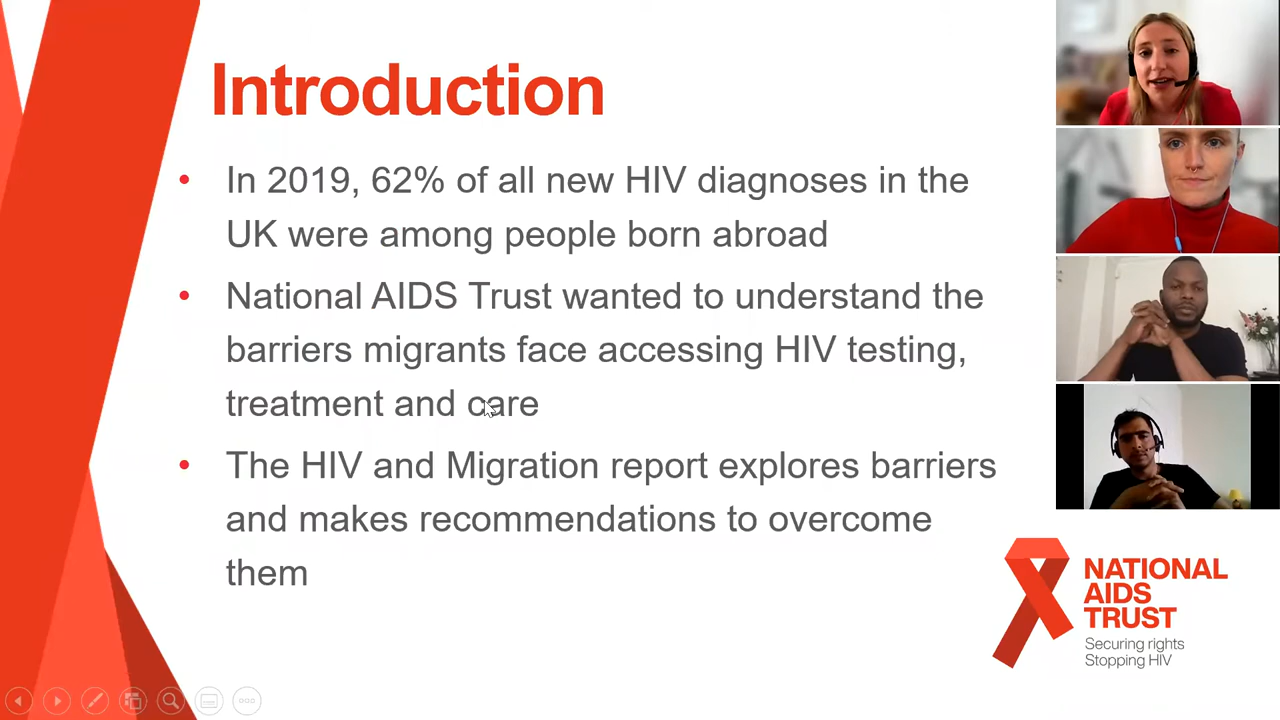 Introduction
• In 2019, 62% of all new HIV diagnoses in the
UK were among people born abroad
• National AIDS Trust wanted to understand the
barriers migrants face accessing HIV testing,
treatment and care
• The HIV and Migration report explores barriers
and makes recommendations to overcome
them
NATIONAL
AIDS
TRUST
Securing rights
Stopping HIV